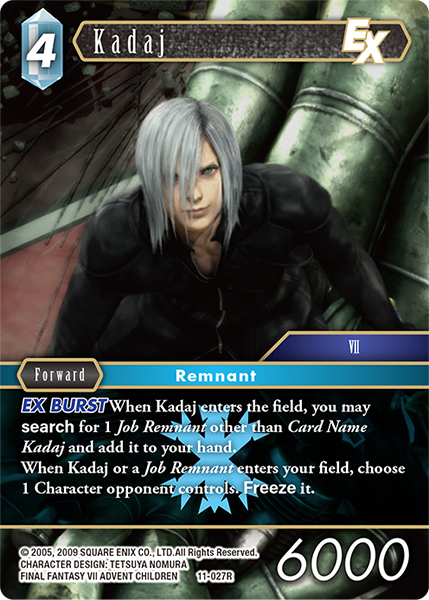 4
Kadaj
EX
VII
Forward
Remnant
EX BURST When Kadaj enters the field, you may
search for 1 Job Remnant other than Card Name
Kadaj and add it to your hand.
When Kadaj or a Job Remnant enters your field, choose
1 Character opponent controls. Freeze it.
© 2005, 2009 SQUARE ENIX CO., LTD.All Rights Reserved.
CHARACTER DESIGN: TETSUYA NOMURA
FINAL FANTASY VII ADVENT CHILDREN 11-027R
6000